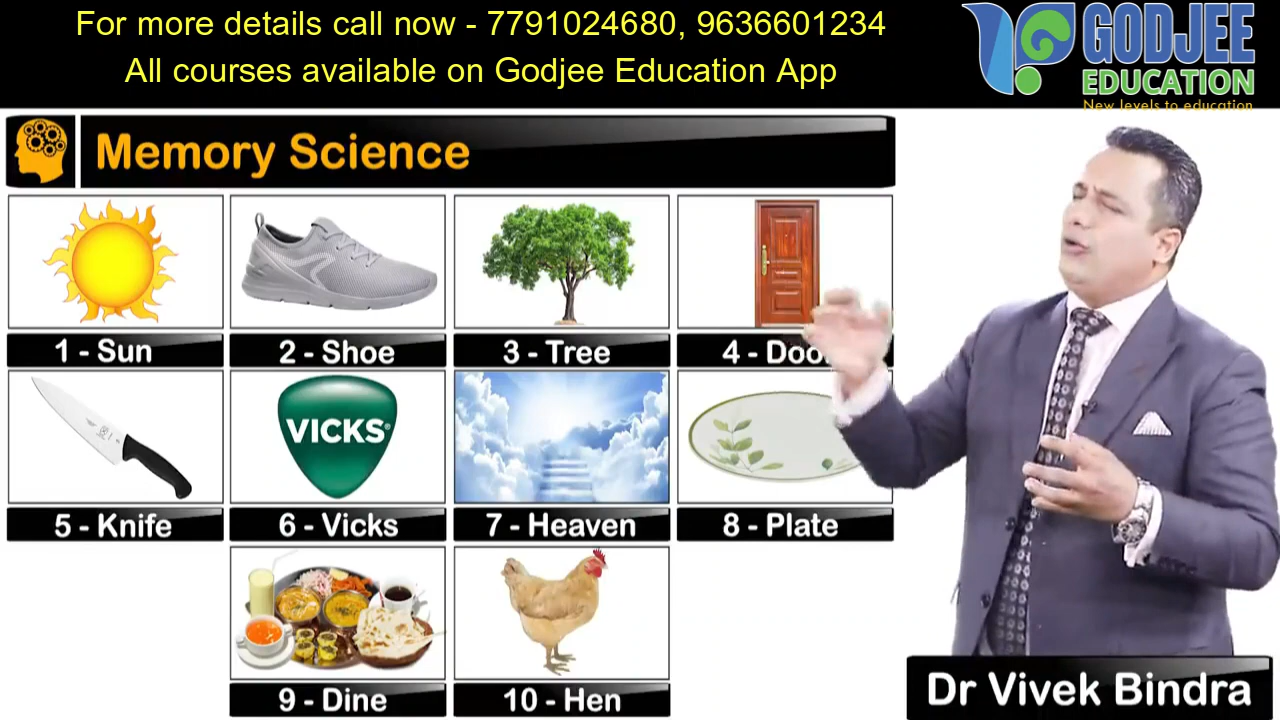 For more details call now - 7791024680, 9636601234
All courses available on Godjee Education App
GODJEE
EDUCATION
New levels to education
Memory Science
1 - Sun
2 - Shoe
3 - Tree
4 - Door
5 - Knife
VICKS®
6 - Vicks
7 - Heaven
8 - Plate
9 - Dine
10 - Hen
Dr Vivek Bindra